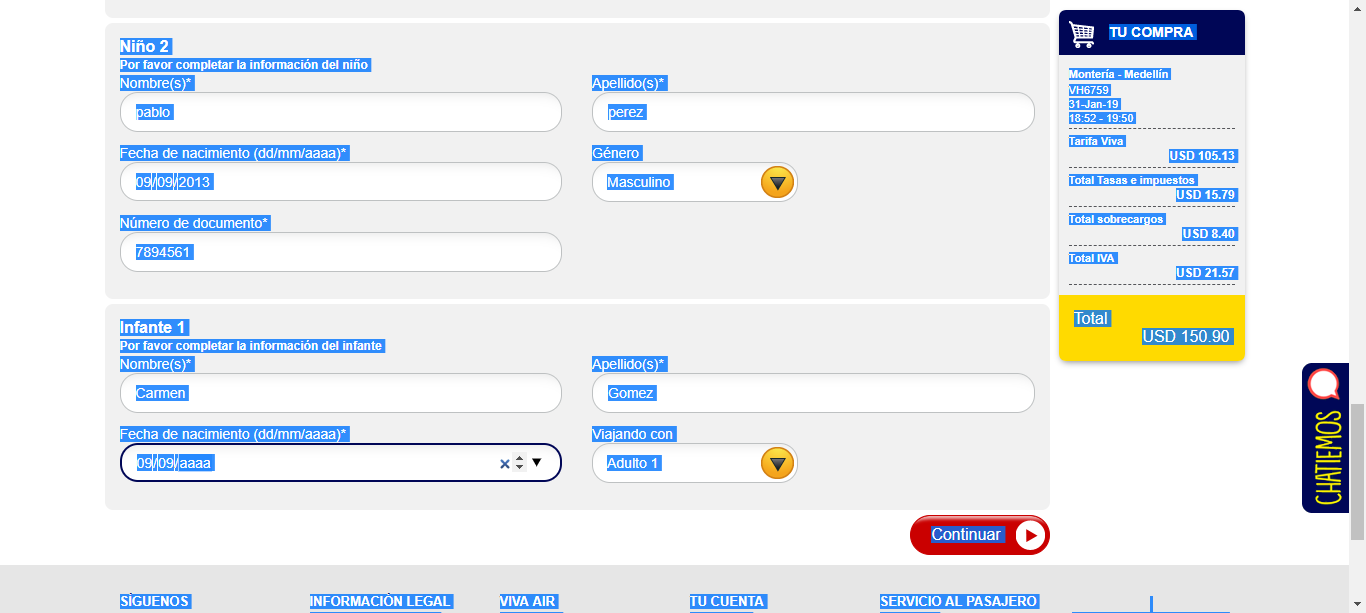 Niño 2
Por favor completar la información del niño
Nombre(s)*
Apellido(s)*
pablo
perez
Fecha de nacimiento (dd/mm/aaaa)*
Género
09/09/2013
Masculino
Número de documento*
7894561
Infante 1
Por favor completar la información del infante
Nombre(s)*
Apellido(s)*
Carmen
Gomez
Fecha de nacimiento (dd/mm/aaaa)*
Viajando con
09/09/aaaa
Adulto 1
Continuar
TU COMPRA
Montería - Medellín
VH6759
31-Jan-19
18:52 - 19:50
Tarifa Viva
USD 105.13
Total Tasas e impuestos
USD 15.79
Total sobrecargos
USD 8.40
Total IVA
USD 21.57
Total
USD 150.90
CHATIEMOS
SÍGUENOS
INFORMACIÒN LEGAL
VIVA AIR
TU CUENTA
SERVICIO AL PASAJERO